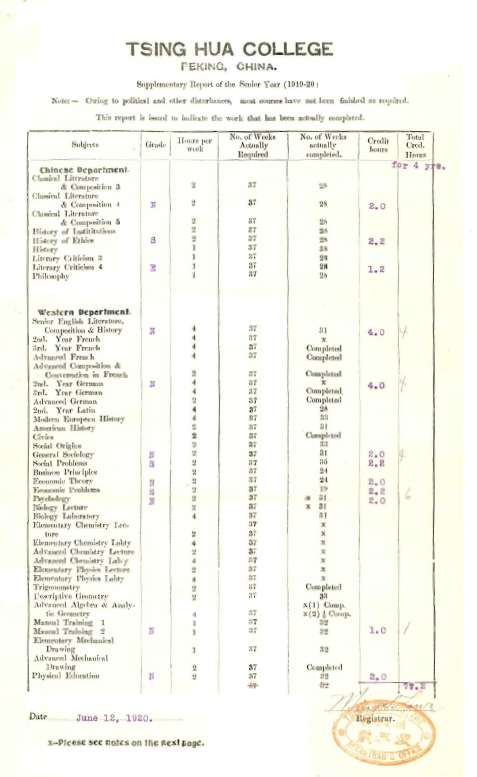 TSING HUA COLLEGE
PEKING, CHINA.
Supplementary Report of the Senior Year (1919-20)
Note:— Owing to political and other disturbances, most courses have not been finished as required.
This report is issued to indicate the work that has been actually completed.
Subjects Grade Hours per week No. of Weeks Actually Required No. of Weeks actually completed. Credit hours Total Cred. Hours
for 4 yrs.
Chinese Department.
Classical Literature
& Composition 3 2 37 28
Classical Literature
& Composition 4 N 2 37 28 2.0
Classical Literature
& Composition 5 2 37 28
History of Institutions 2 37 28
History of Ethics S 2 37 28 2.2
History 1 37 38
Literary Criticism 3 1 37 28
Literary Criticism 4 E 1 37 28 1.2
Philosophy 1 37 28
Western Department.
Senior English Literature,
Composition & History N 4 37 31 4.0 4
2nd. Year French 4 37 x
3rd. Year French 4 37 Completed
Advanced French 4 37 Completed
Advanced Composition &
Conversation in French 2 37 Completed
2nd. Year German N 4 37 x 4.0 4
3rd. Year German 4 37 Completed
Advanced German 2 37 Completed
2nd. Year Latin 4 37 28
Modern European History 4 37 33
American History 2 37 31
Civics 2 37 Completed
Social Origins 2 37 33
General Sociology N 2 37 31 2.0 4
Social Problems S 2 37 35 2.2
Business Principles 2 37 24
Economic Theory N 2 37 24 2.0
Economic Problems S 2 37 19 2.2
Psychology N 2 37 x 31 2.0 6
Biology Lecture 2 37 x 31
Biology Laboratory 4 37 31
Elementary Chemistry Lec- 37 x
ture 2 37 x
Elementary Chemistry Labty 4 37 x
Advanced Chemistry Lecture 2 37 x
Advanced Chemistry Labty 4 37 x
Elementary Physics Lecture 2 37 x
Elementary Physics Labty 4 37 x
Trigonometry 2 37 Completed
Descriptive Geometry 2 37 33
Advanced Algebra & Analy- x(1) Comp.
tic Geometry 4 37 x(2) ½ Comp.
Manual Training 1 1 37 32
Manual Training 2 N 1 37 32 1.0 1
Elementary Mechanical
Drawing 1 37 32
Advanced Mechanical
Drawing 2 37 Completed
Physical Education N 2 37 32 2.0
37 32 77.2
Date June 12, 1920.
Registrar.
REGISTRAR'S OFFICE
x-Please see notes on the next page.